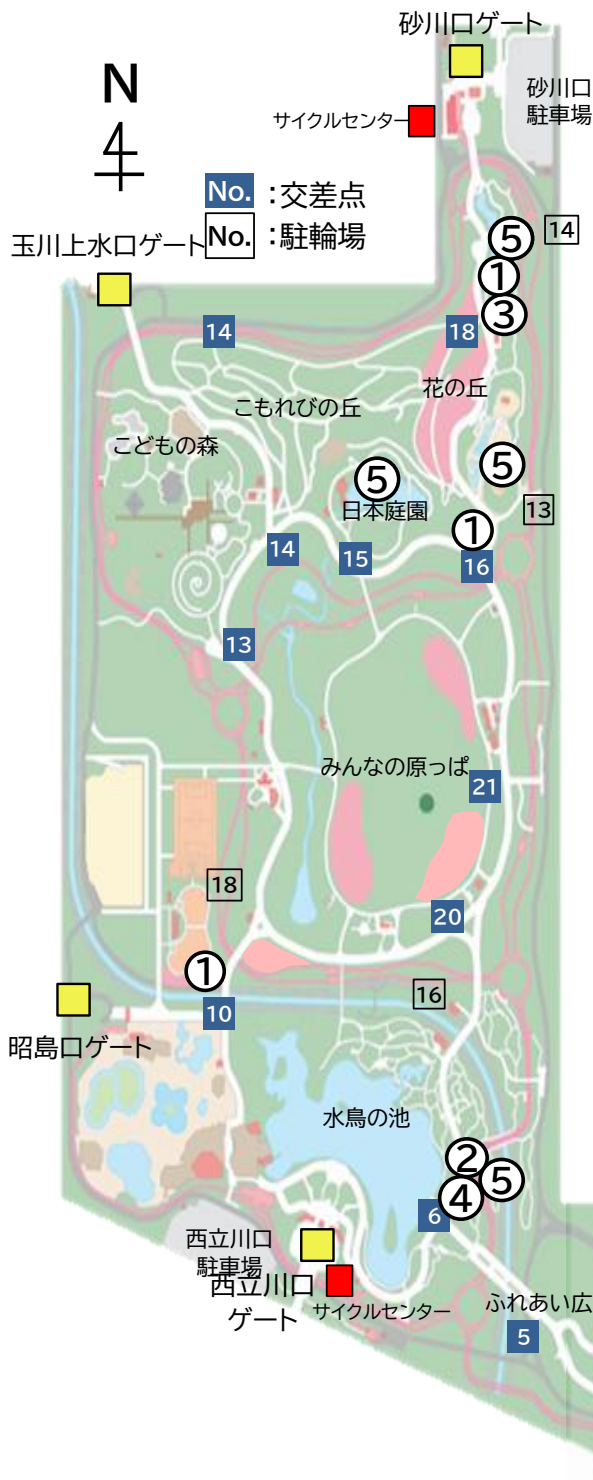 砂川口ゲート
N
砂川口
駐車場
サイクルセンター
No. :交差点
No. :駐輪場
14
⑤
玉川上水口ゲート
①
③
14
18
花の丘
こもれびの丘
こどもの森
⑤
⑤
日本庭園
13
①
14
15
16
13
みんなの原っぱ
21
18
20
①
16
10
昭島口ゲート
水鳥の池
②
⑤
④
6
西立川口
駐車場
西立川口
ゲート
サイクルセンター
ふれあい広
5